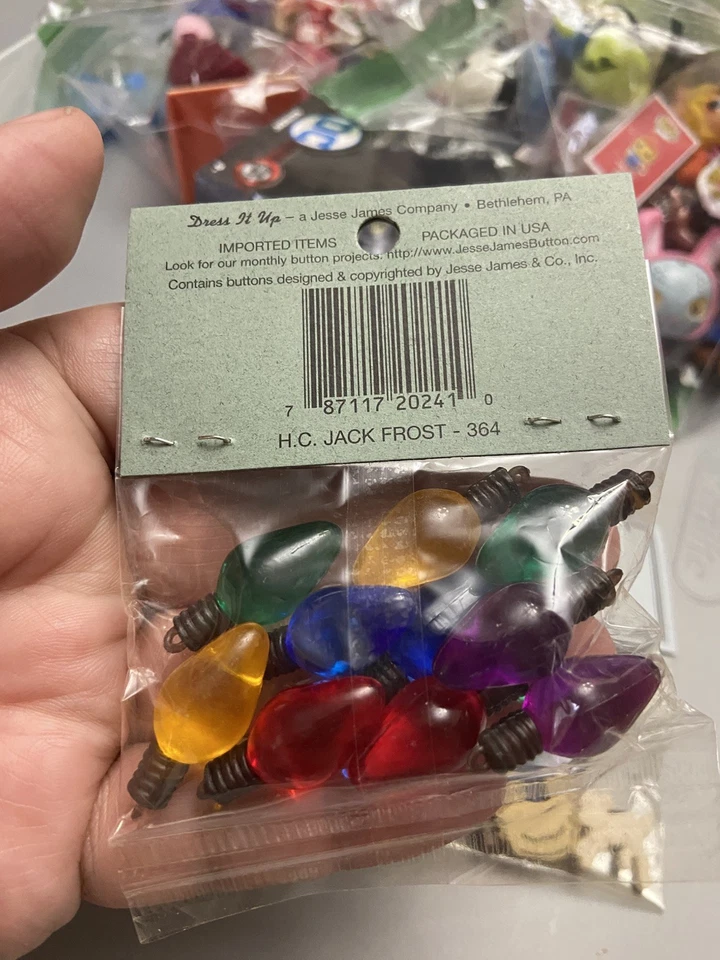 Dress It Up – a Jesse James Company • Bethlehem, PA
IMPORTED ITEMS PACKAGED IN USA
Look for our monthly button projects. http://www.JesseJamesButton.com
Contains buttons designed & copyrighted by Jesse James & Co., Inc.
7 87117 20241 0
H.C. JACK FROST - 364